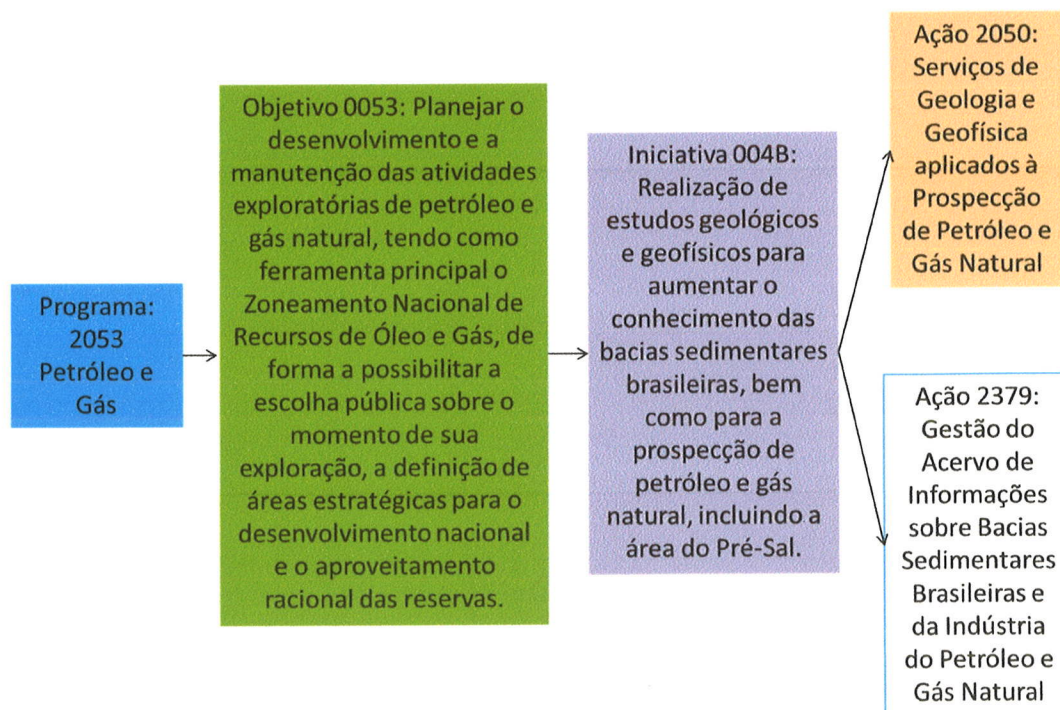 Programa:
2053
Petróleo e
Gás
Objetivo 0053: Planejar o
desenvolvimento e a
manutenção das atividades
exploratórias de petróleo e
gás natural, tendo como
ferramenta principal o
Zoneamento Nacional de
Recursos de Óleo e Gás, de
forma a possibilitar a
escolha pública sobre o
momento de sua
exploração, a definição de
áreas estratégicas para o
desenvolvimento nacional
e o aproveitamento
racional das reservas.
Iniciativa 004B:
Realização de
estudos geológicos
e geofísicos para
aumentar o
conhecimento das
bacias sedimentares
brasileiras, bem
como para a
prospecção de
petróleo e gás
natural, incluindo a
área do Pré-Sal.
Ação 2050:
Serviços de
Geologia e
Geofísica
aplicados à
Prospecção
de Petróleo e
Gás Natural
Ação 2379:
Gestão do
Acervo de
Informações
sobre Bacias
Sedimentares
Brasileiras e
da Indústria
do Petróleo e
Gás Natural